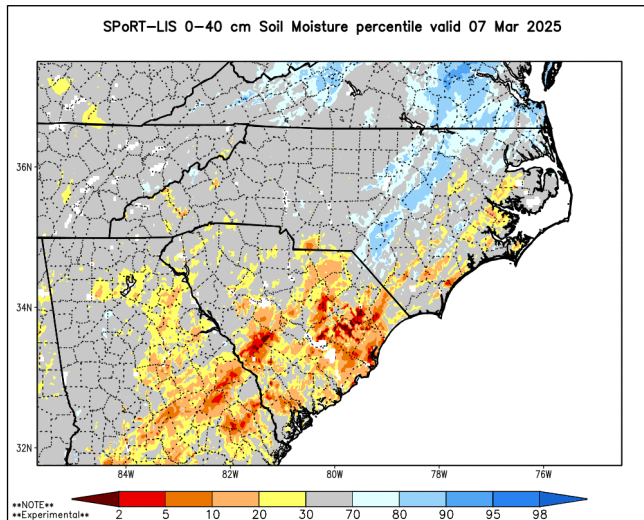 SPoRT-LIS 0-40 cm Soil Moisture percentile valid 07 Mar 2025
36N
34N
32N
84W 82W 80W 78W 76W
**NOTE**
**Experimental**
2 5 10 20 30 70 80 90 95 98